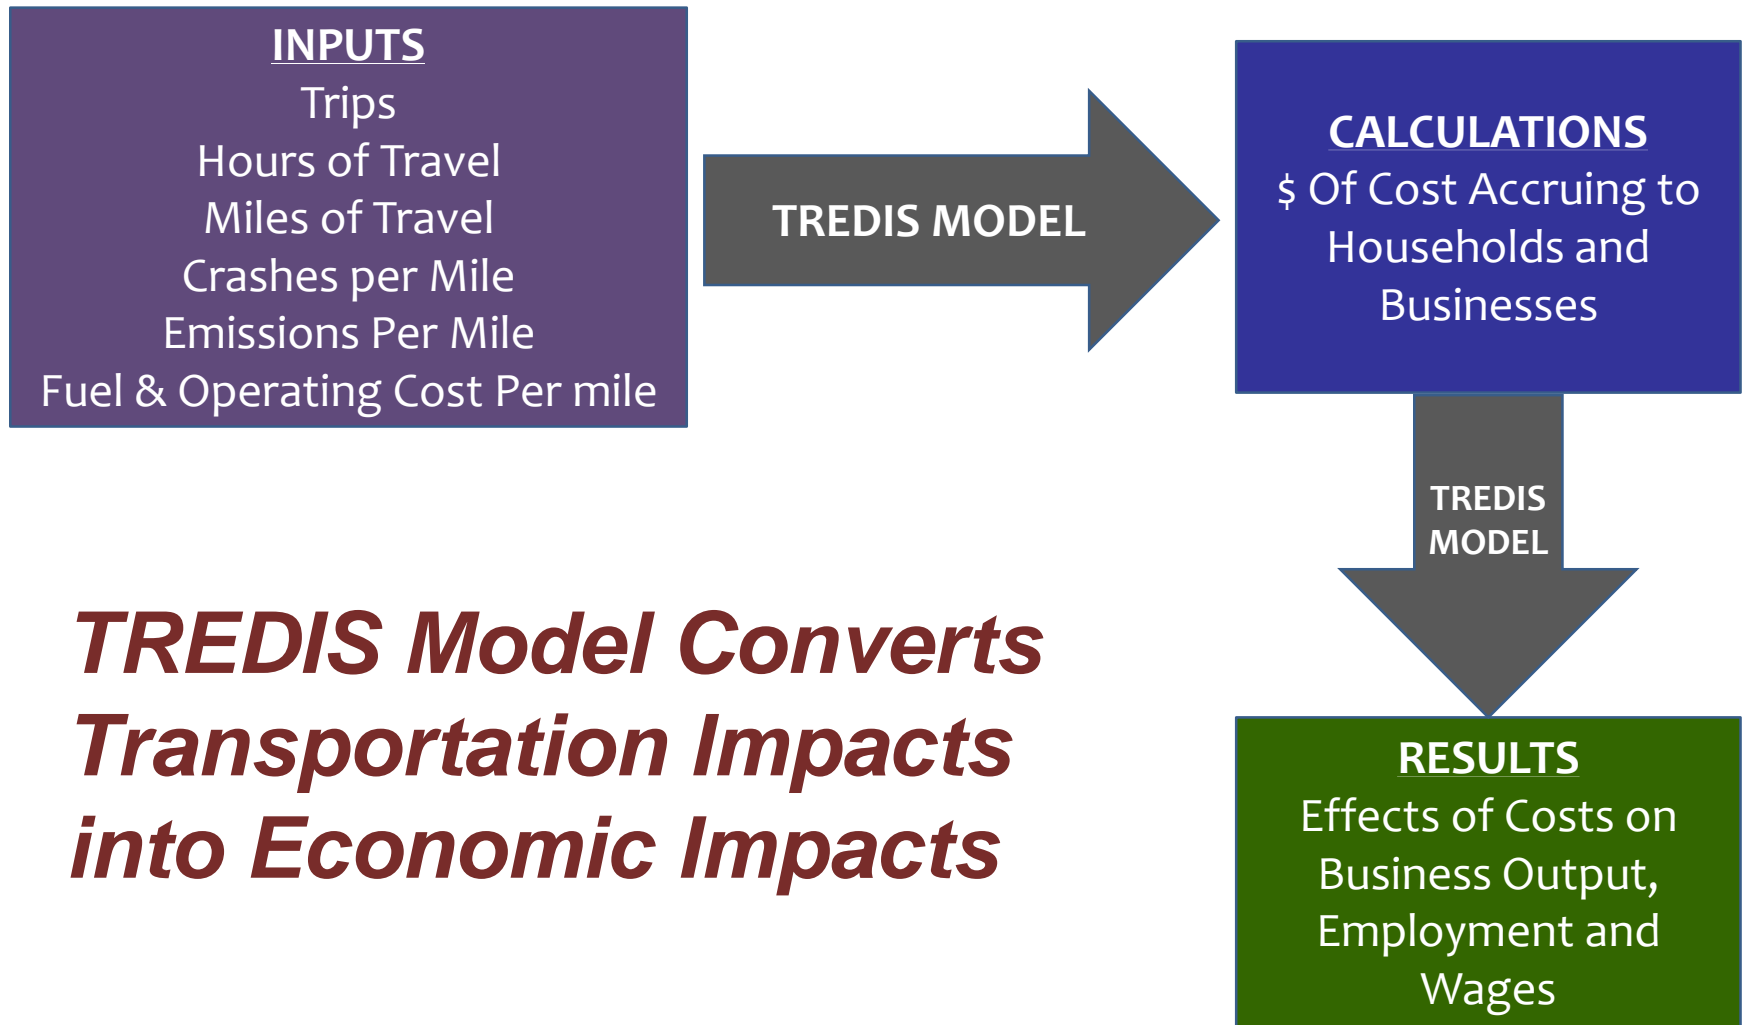 INPUTS
Trips
Hours of Travel
Miles of Travel
Crashes per Mile
Emissions Per Mile
Fuel & Operating Cost Per mile
TREDIS MODEL
CALCULATIONS
$ Of Cost Accruing to
Households and
Businesses
TREDIS
MODEL
RESULTS
Effects of Costs on
Business Output,
Employment and
Wages
TREDIS Model Converts
Transportation Impacts
into Economic Impacts